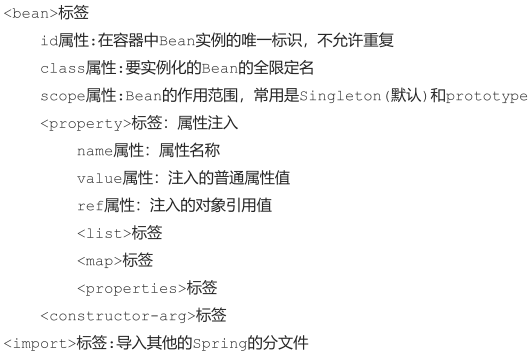 <bean>标签
id属性:在容器中Bean实例的唯一标识，不允许重复
class属性:要实例化的Bean的全限定名
scope属性:Bean的作用范围，常用是Singleton(默认)和prototype
<property>标签：属性注入
name属性：属性名称
value属性：注入的普通属性值
ref属性：注入的对象引用值
<list>标签
<map>标签
<properties>标签
<constructor-arg>标签
<import>标签:导入其他的Spring的分文件